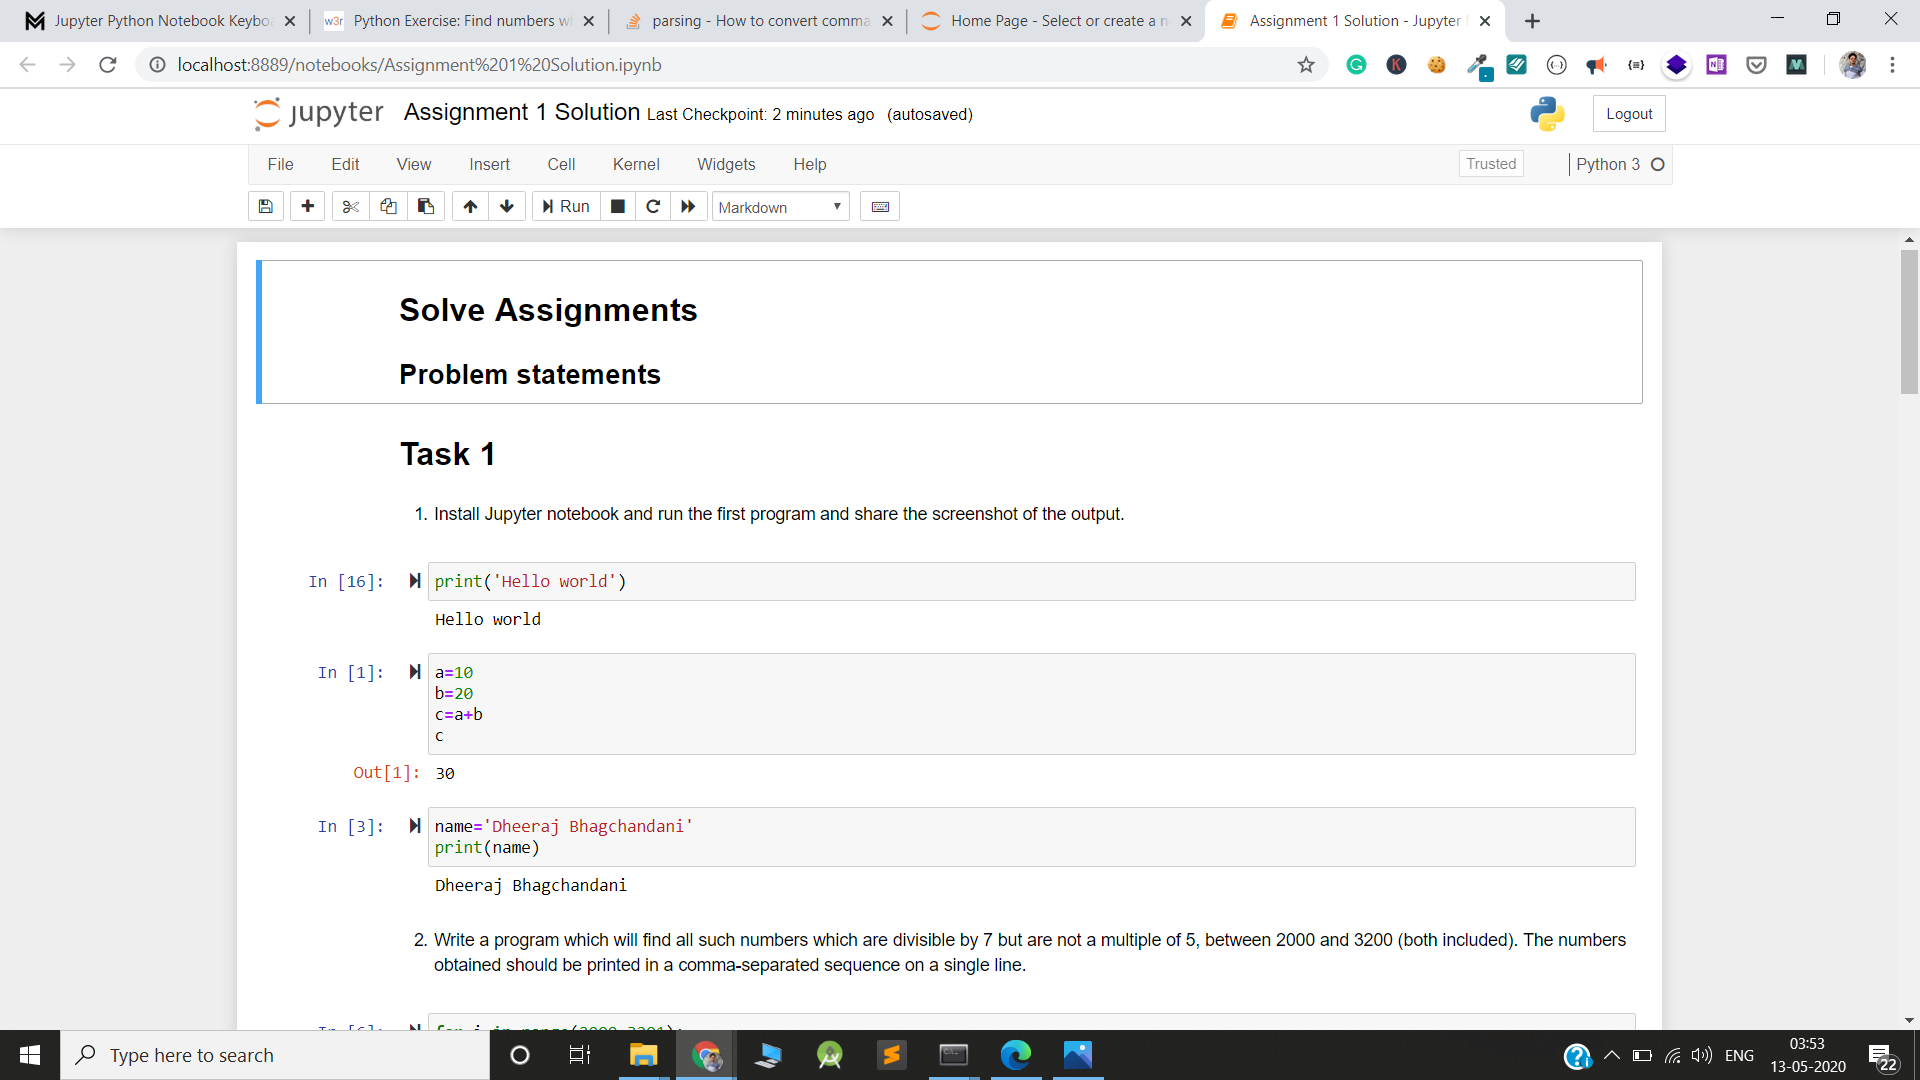 Jupyter Python Notebook Keybo
Python Exercise: Find numbers w
parsing - How to convert comma
Home Page - Select or create a n
Assignment 1 Solution - Jupyter
localhost:8889/notebooks/Assignment%201%20Solution.ipynb
jupyter Assignment 1 Solution Last Checkpoint: 2 minutes ago (autosaved)
Logout
File Edit View Insert Cell Kernel Widgets Help
Trusted
Python 3
Run
Markdown
Solve Assignments
Problem statements
Task 1
1. Install Jupyter notebook and run the first program and share the screenshot of the output.
In [16]: print('Hello world')
Hello world
In [1]: a=10
b=20
c=a+b
c
Out[1]: 30
In [3]: name='Dheeraj Bhagchandani'
print(name)
Dheeraj Bhagchandani
2. Write a program which will find all such numbers which are divisible by 7 but are not a multiple of 5, between 2000 and 3200 (both included). The numbers
obtained should be printed in a comma-separated sequence on a single line.
In [6]: for i in range(2000,3201):
Type here to search
ENG
03:53
13-05-2020
22